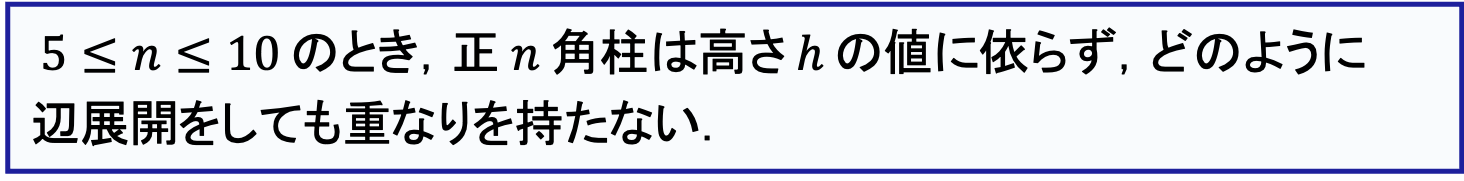 5 ≤ n ≤ 10 のとき，正 n 角柱は高さ h の値に依らず，どのように
辺展開をしても重なりを持たない．